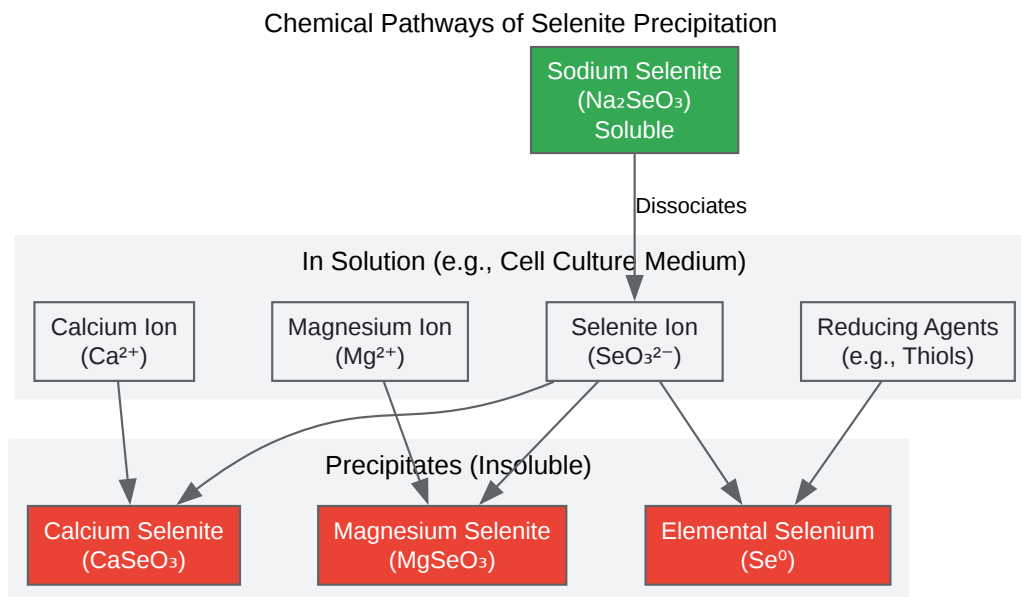 Chemical Pathways of Selenite Precipitation
Sodium Selenite
(Na₂SeO₃)
Soluble
Dissociates
In Solution (e.g., Cell Culture Medium)
Calcium Ion
(Ca²⁺)
Magnesium Ion
(Mg²⁺)
Selenite Ion
(SeO₃²⁻)
Reducing Agents
(e.g., Thiols)
Precipitates (Insoluble)
Calcium Selenite
(CaSeO₃)
Magnesium Selenite
(MgSeO₃)
Elemental Selenium
(Se⁰)